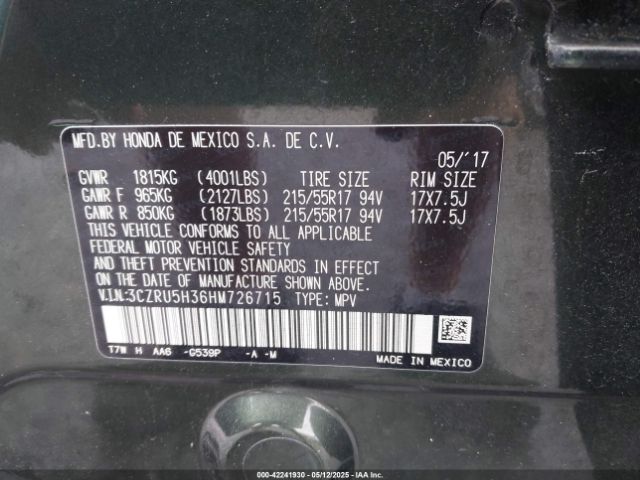 MFD.BY HONDA DE MEXICO S.A. DE C.V.
05/'17
GVWR 1815KG (4001LBS) TIRE SIZE RIM SIZE
GAWR F 965KG (2127LBS) 215/55R17 94V 17X7.5J
GAWR R 850KG (1873LBS) 215/55R17 94V 17X7.5J
THIS VEHICLE CONFORMS TO ALL APPLICABLE
FEDERAL MOTOR VEHICLE SAFETY
AND THEFT PREVENTION STANDARDS IN EFFECT
ON THE DATE OF MANUFACTURE SHOWN ABOVE.
V.I.N.:3CZRU5H36HM726715 TYPE: MPV
T7W H AA6 -G539P -A -M
MADE IN MEXICO
000-42241930 - 05/12/2025 - IAA Inc.